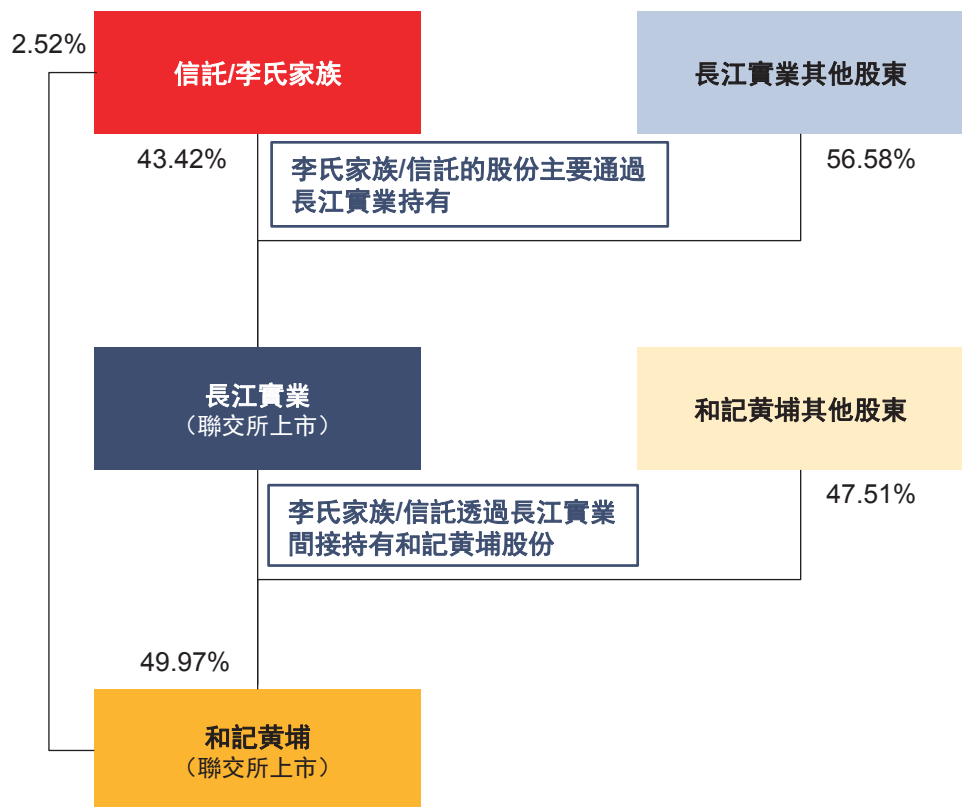 2.52%
信託/李氏家族
長江實業其他股東
43.42%
56.58%
李氏家族/信託的股份主要通過
長江實業持有
長江實業
（聯交所上市）
和記黄埔其他股東
47.51%
李氏家族/信託透過長江實業
間接持有和記黄埔股份
49.97%
和記黄埔
（聯交所上市）